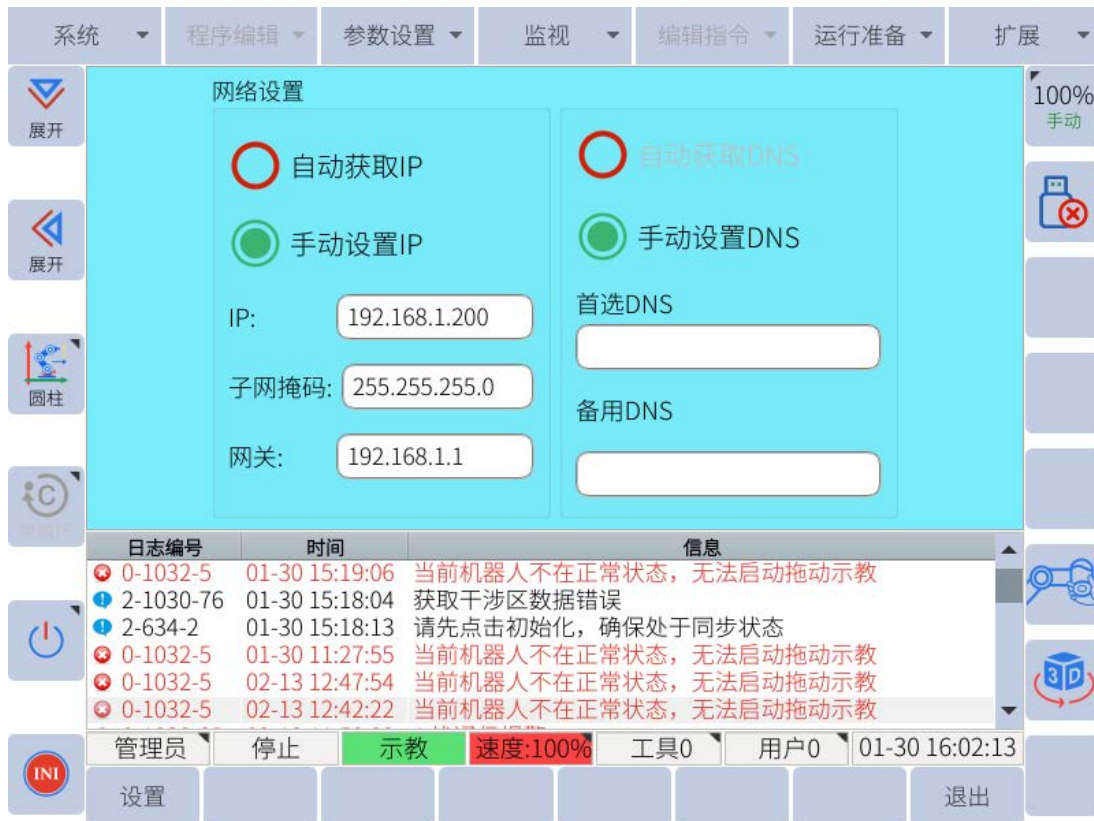 系统 程序编辑 参数设置 监视 编辑指令 运行准备 扩展
展开
展开
圆柱
100%
手动
网络设置
自动获取IP
手动设置IP
IP: 192.168.1.200
子网掩码: 255.255.255.0
网关: 192.168.1.1
自动获取DNS
手动设置DNS
首选DNS
备用DNS
日志编号 时间 信息
0-1032-5 01-30 15:19:06 当前机器人不在正常状态，无法启动拖动示教
2-1030-76 01-30 15:18:04 获取干涉区数据错误
2-634-2 01-30 15:18:13 请先点击初始化，确保处于同步状态
0-1032-5 01-30 11:27:55 当前机器人不在正常状态，无法启动拖动示教
0-1032-5 02-13 12:47:54 当前机器人不在正常状态，无法启动拖动示教
0-1032-5 02-13 12:42:22 当前机器人不在正常状态，无法启动拖动示教
管理员 停止 示教 速度:100% 工具0 用户0 01-30 16:02:13
设置 退出
C
INI
3D